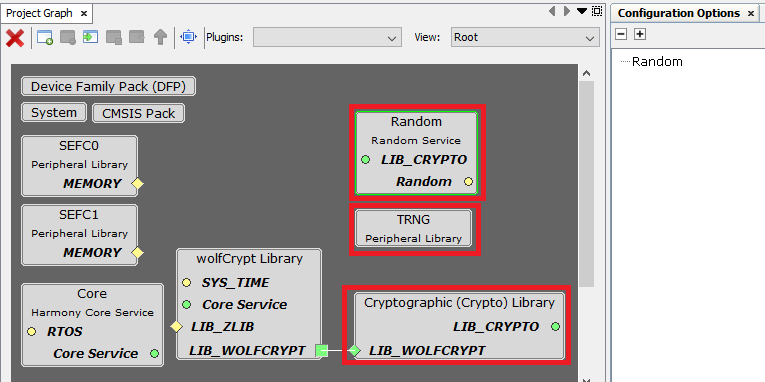 Project Graph
Plugins:
View:
Root
Device Family Pack (DFP)
System
CMSIS Pack
SEFC0
Peripheral Library
MEMORY
SEFC1
Peripheral Library
MEMORY
Core
Harmony Core Service
RTOS
Core Service
wolfCrypt Library
SYS_TIME
Core Service
LIB_ZLIB
LIB_WOLFCRYPT
Random
Random Service
LIB_CRYPTO
Random
TRNG
Peripheral Library
Cryptographic (Crypto) Library
LIB_CRYPTO
LIB_WOLFCRYPT
Configuration Options
Random